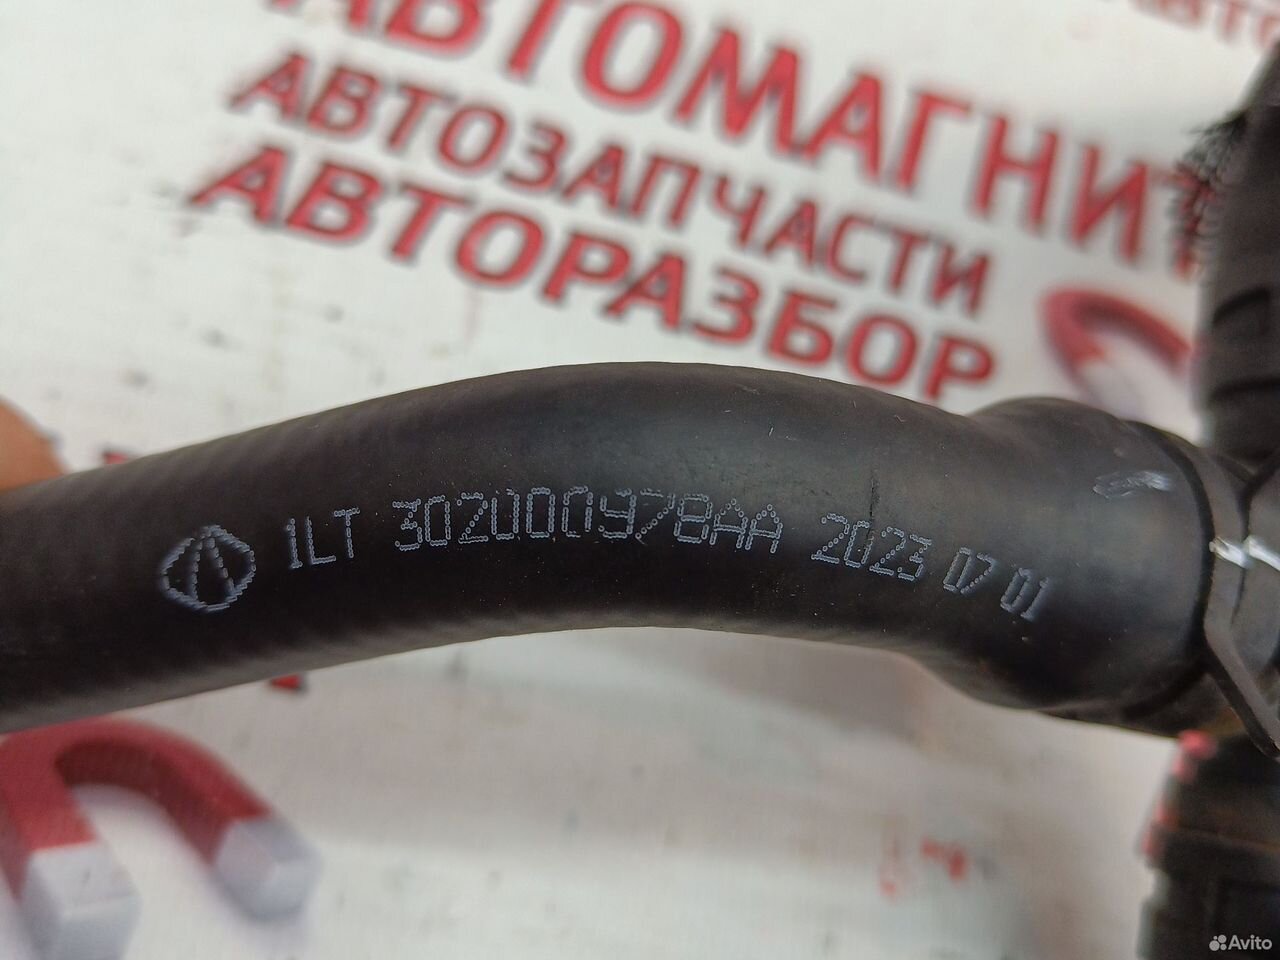 АВТОМАГНИТ
АВТОЗАПЧАСТИ
АВТОРАЗБОР
1LT 302000978AA 2023 07 01
Avito